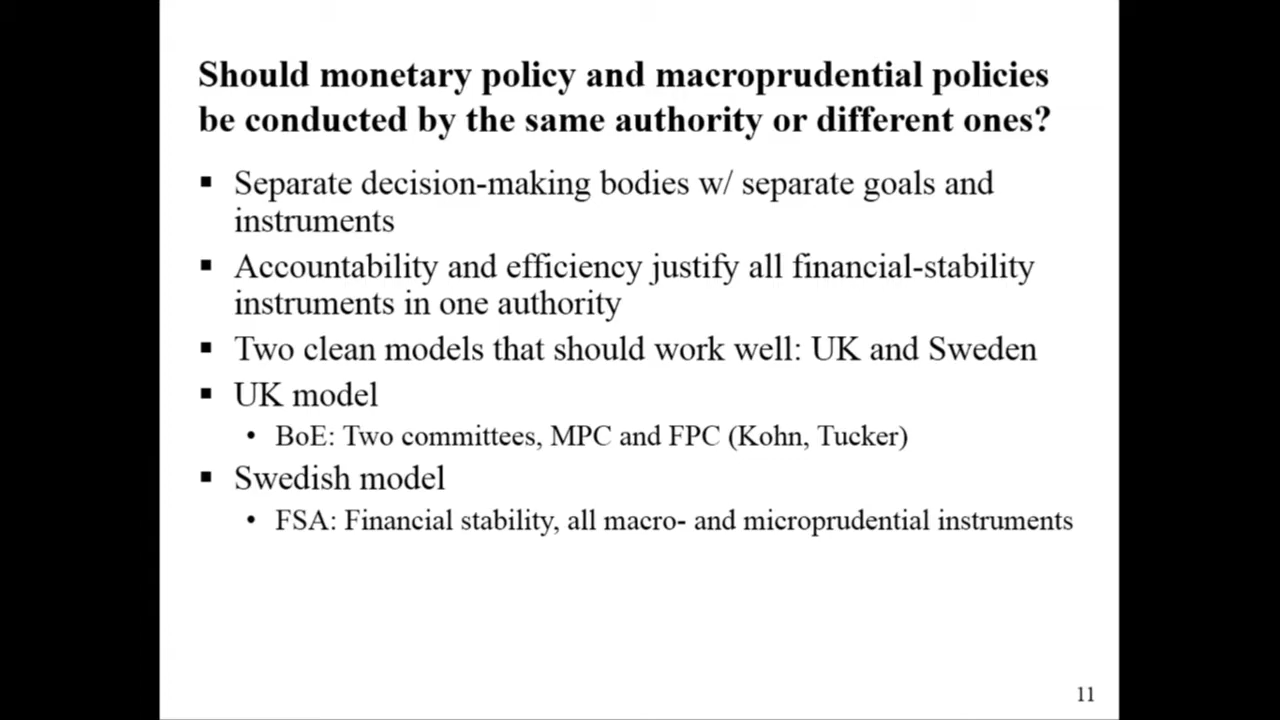 Should monetary policy and macroprudential policies
be conducted by the same authority or different ones?
▪ Separate decision-making bodies w/ separate goals and
instruments
▪ Accountability and efficiency justify all financial-stability
instruments in one authority
▪ Two clean models that should work well: UK and Sweden
▪ UK model
• BoE: Two committees, MPC and FPC (Kohn, Tucker)
▪ Swedish model
• FSA: Financial stability, all macro- and microprudential instruments
11